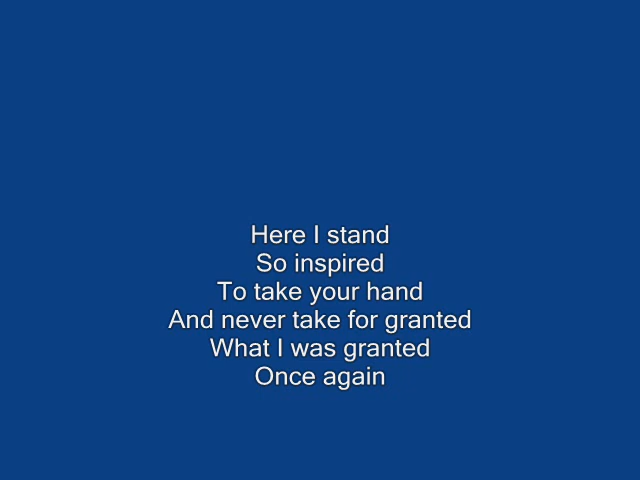 Here I stand
So inspired
To take your hand
And never take for granted
What I was granted
Once again